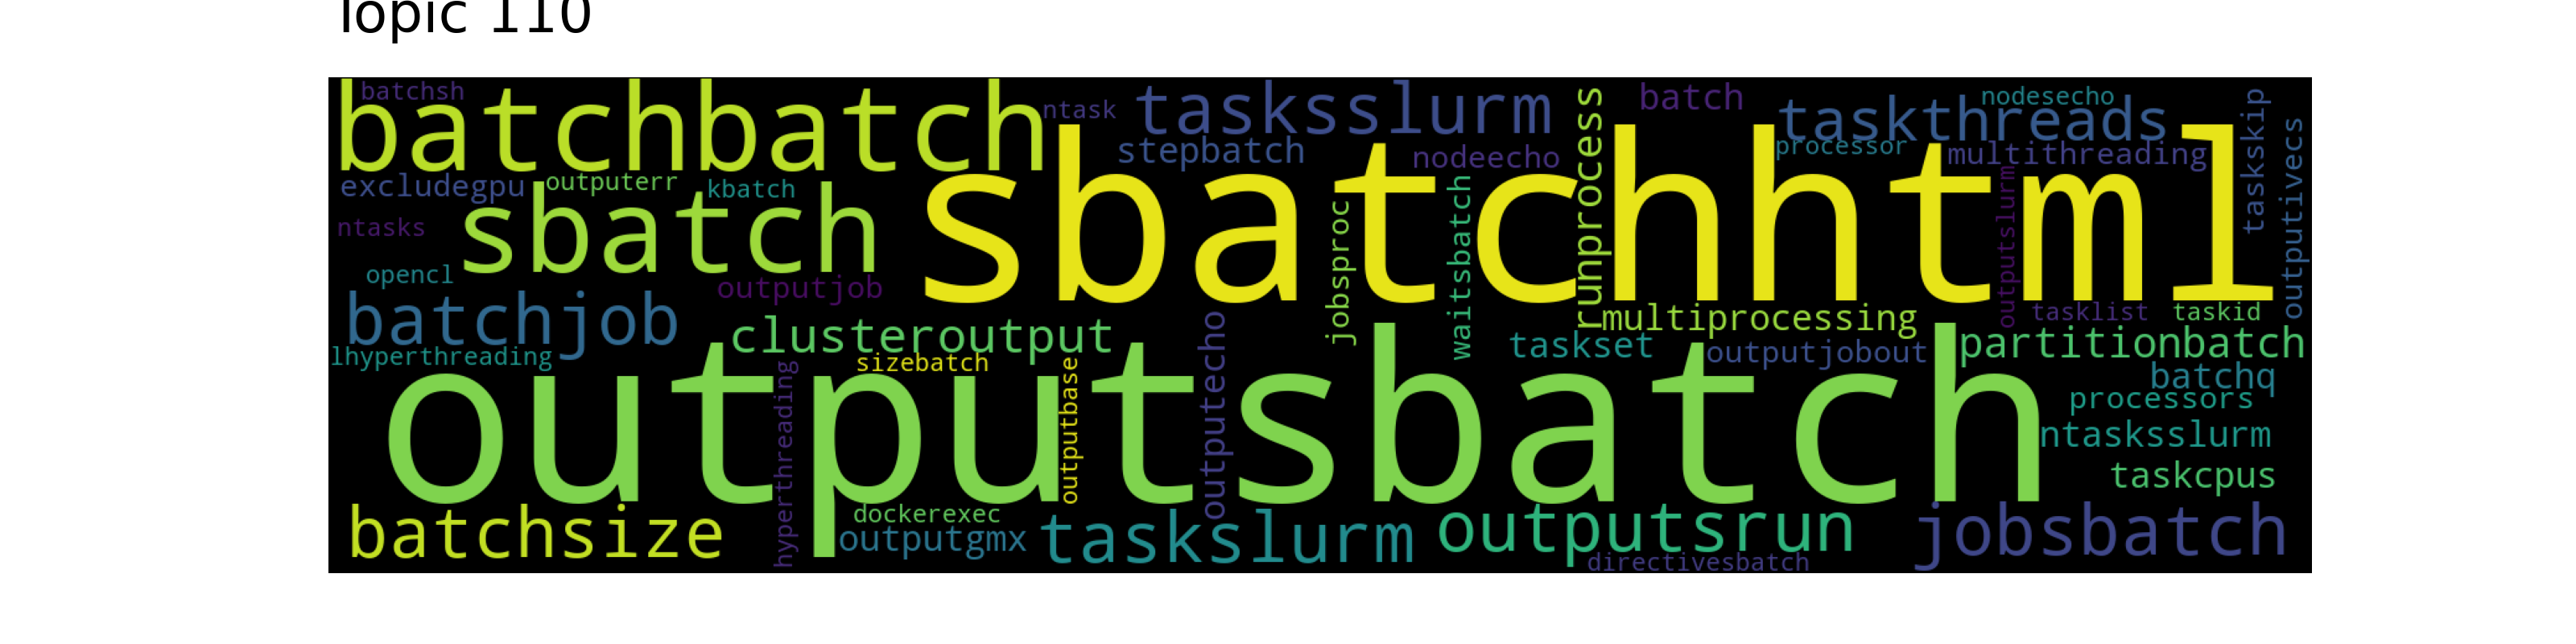 Topic 110
batchsh
batchbatch
ntask
tasksslurm
batch
nodesecho
taskthreads
taskskip
outputivecs
stepbatch
nodeecho
runprocess
processor
multithreading
excludegpu
outputerr
kbatch
sbatch
sbatchhtml
ntasks
jobsproc
waitsbatch
outputslurm
opencl
outputjob
batchjob
clusteroutput
multiprocessing
tasklist
taskid
lhyperthreading
sizebatch
outputecho
taskset
outputjobout
partitionbatch
outputsbatch
hyperthreading
outputbase
batchq
processors
ntasksslurm
taskcpus
batchsize
dockerexec
outputgmx
taskslurm
outputsrun
directivesbatch
jobsbatch